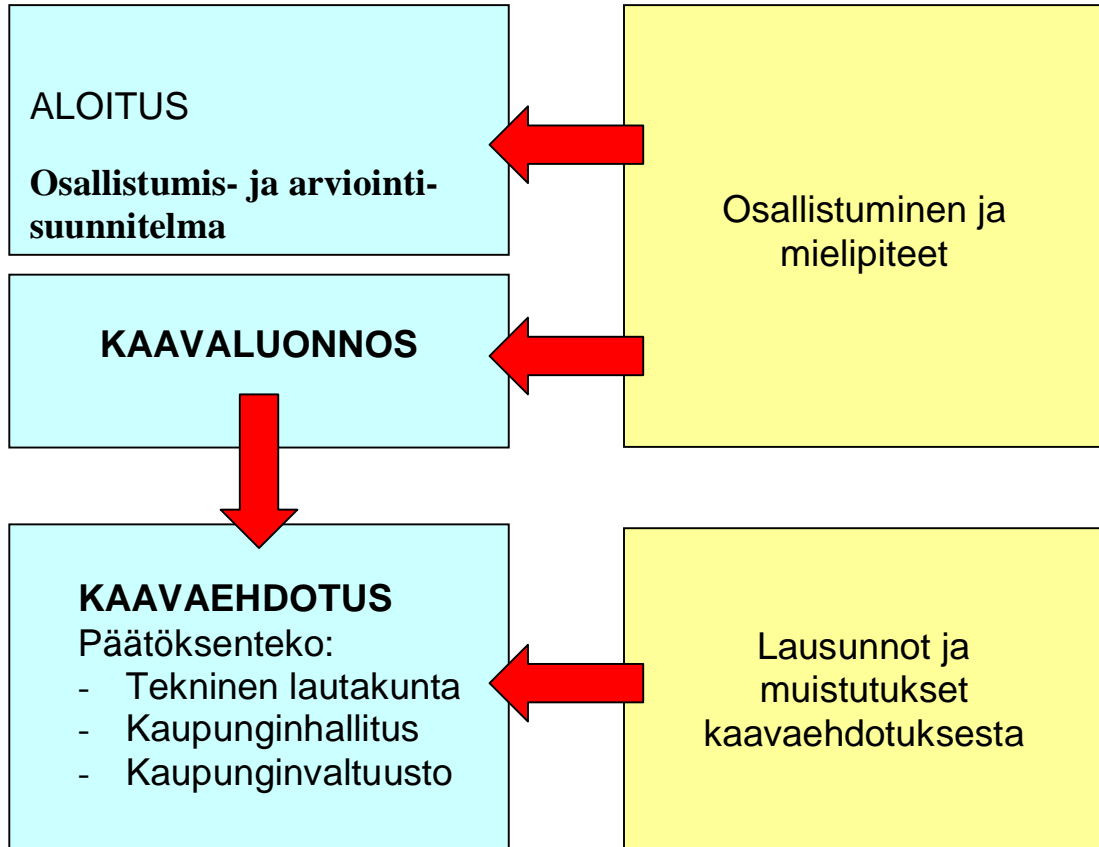 ALOITUS
Osallistumis- ja arviointi-
suunnitelma
Osallistuminen ja
mielipiteet
KAAVALUONNOS
KAAVAEHDOTUS
Päätöksenteko:
- Tekninen lautakunta
- Kaupunginhallitus
- Kaupunginvaltuusto
Lausunnot ja
muistutukset
kaavaehdotuksesta